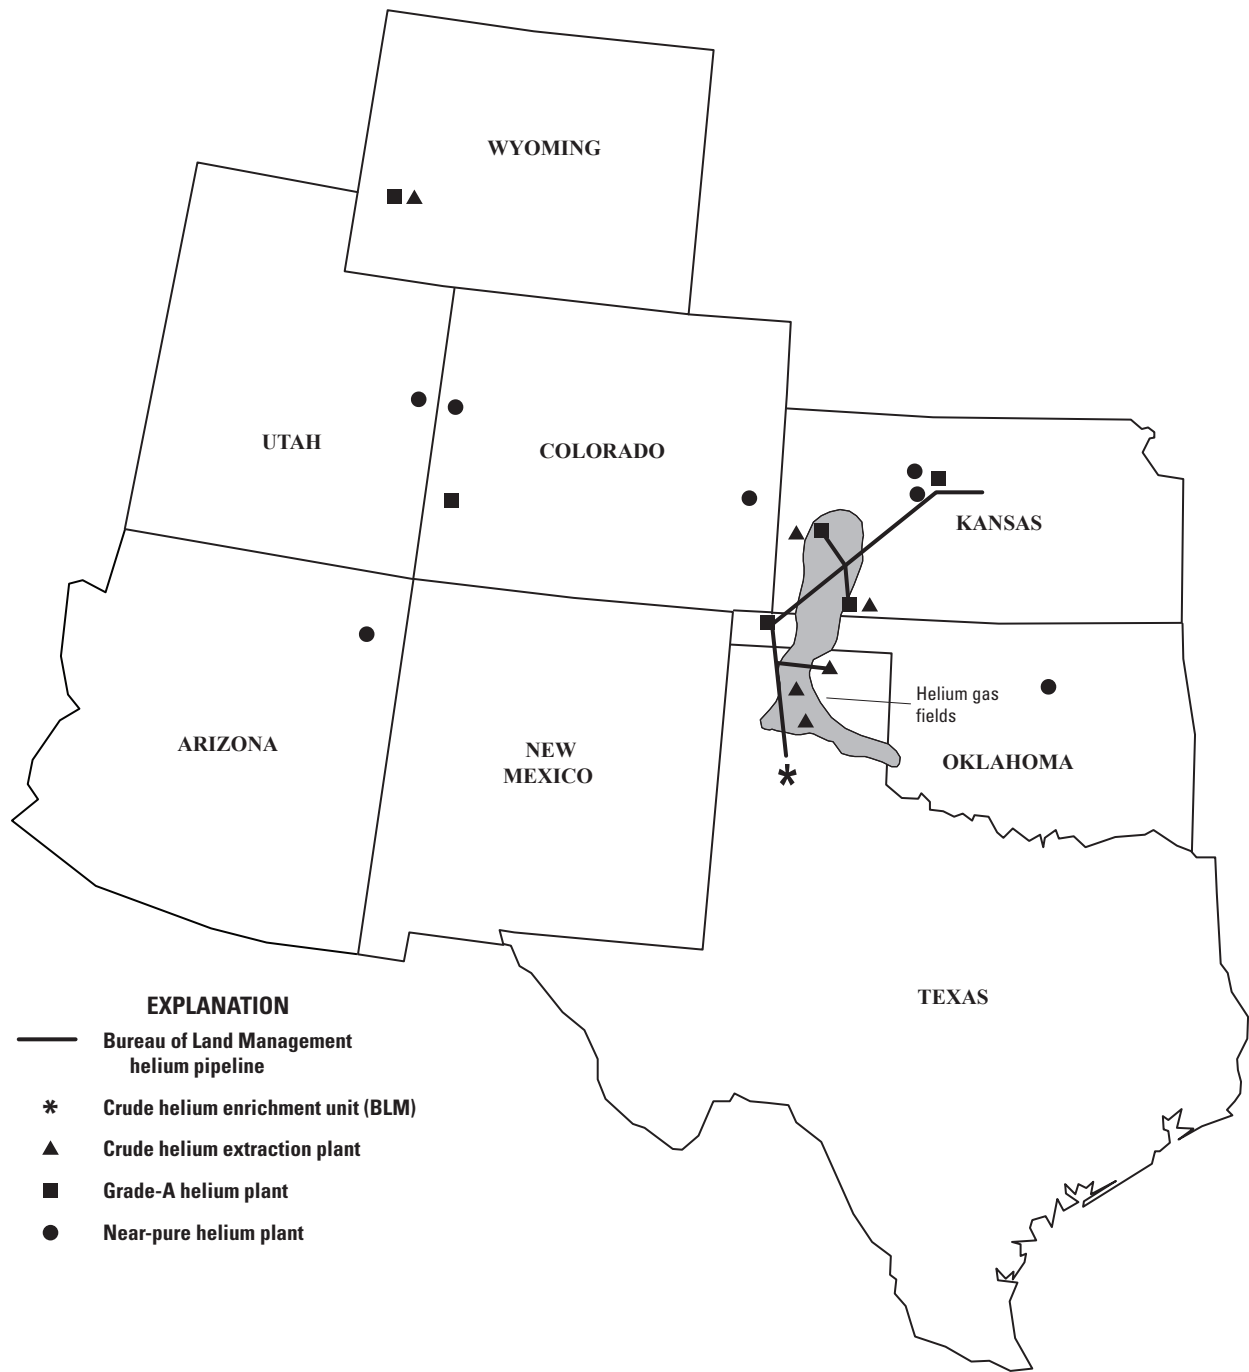 WYOMING
UTAH
COLORADO
KANSAS
Helium gas
fields
ARIZONA
NEW
MEXICO
OKLAHOMA
TEXAS
EXPLANATION
Bureau of Land Management
helium pipeline
Crude helium enrichment unit (BLM)
Crude helium extraction plant
Grade-A helium plant
Near-pure helium plant